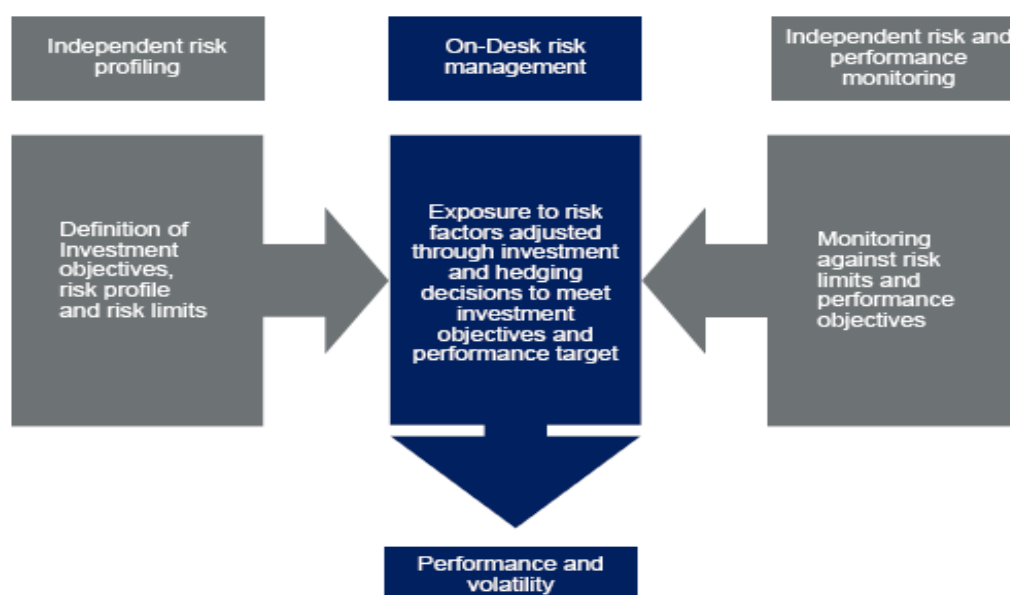 Independent risk
profiling
On-Desk risk
management
Independent risk and
performance
monitoring
Definition of
Investment
objectives,
risk profile
and risk limits
Exposure to risk
factors adjusted
through investment
and hedging
decisions to meet
investment
objectives and
performance target
Monitoring
against risk
limits and
performance
objectives
Performance and
volatility